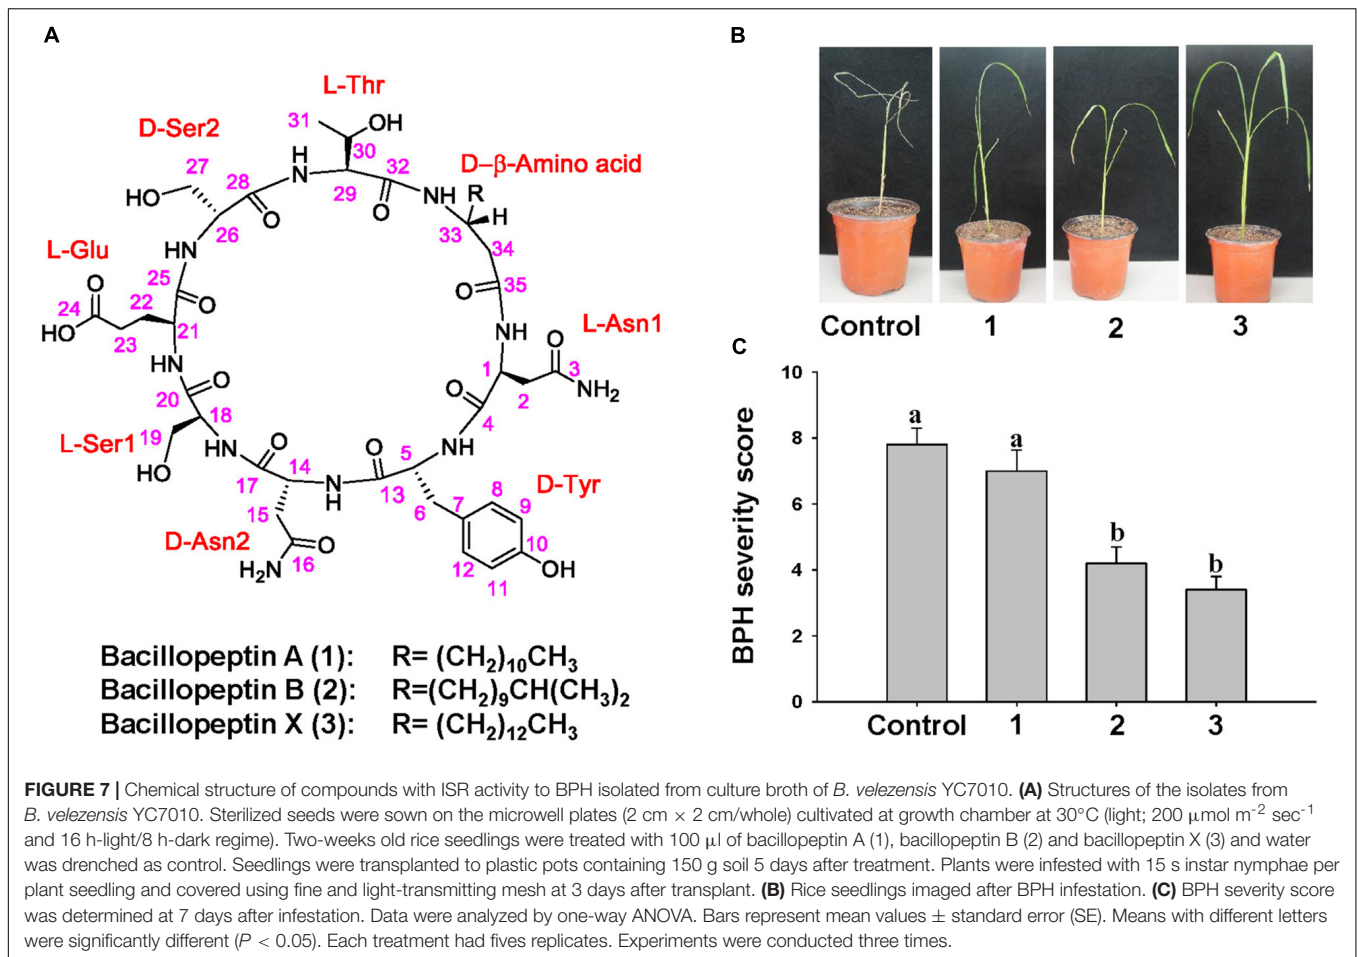 A
L-Thr
31
OH
D-Ser2
30
27
H
N
32
D–β-Amino acid
28
R
HO
29
O
NH
H
O
33
34
26
HN
L-Glu
25
O
35
24
O
22
O
HO
21
NH
L-Asn1
23
O
NH
1
3
20
O
O
NH2
2
18
4
19
NH
O
O
5
NH
L-Ser1
14
HO
N
H
17
13
8
D-Tyr
15
6
7
9
D-Asn2
O
10
16
12
OH
H2N
11
Bacillopeptin A (1): R= (CH2)10CH3
Bacillopeptin B (2): R=(CH2)9CH(CH3)2
Bacillopeptin X (3): R= (CH2)12CH3
B
Control 1 2 3
C
BPH severity score
10
8
6
4
2
0
a
a
b
b
Control 1 2 3
FIGURE 7 | Chemical structure of compounds with ISR activity to BPH isolated from culture broth of B. velezensis YC7010. (A) Structures of the isolates from
B. velezensis YC7010. Sterilized seeds were sown on the microwell plates (2 cm × 2 cm/whole) cultivated at growth chamber at 30°C (light; 200 μmol m-2 sec-1
and 16 h-light/8 h-dark regime). Two-weeks old rice seedlings were treated with 100 μl of bacillopeptin A (1), bacillopeptin B (2) and bacillopeptin X (3) and water
was drenched as control. Seedlings were transplanted to plastic pots containing 150 g soil 5 days after treatment. Plants were infested with 15 s instar nymphae per
plant seedling and covered using fine and light-transmitting mesh at 3 days after transplant. (B) Rice seedlings imaged after BPH infestation. (C) BPH severity score
was determined at 7 days after infestation. Data were analyzed by one-way ANOVA. Bars represent mean values ± standard error (SE). Means with different letters
were significantly different (P < 0.05). Each treatment had fives replicates. Experiments were conducted three times.